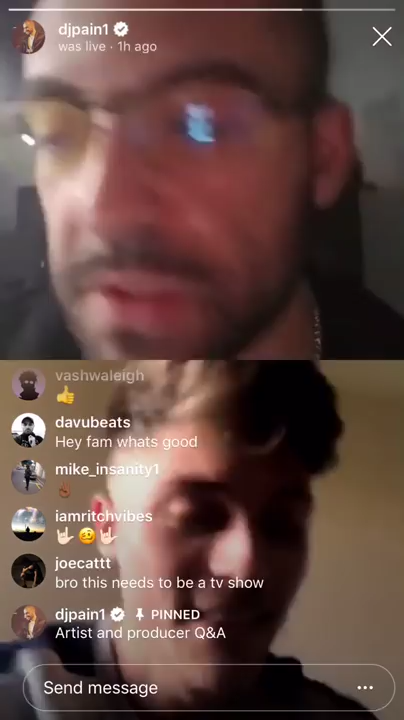 djpain1
was live · 1h ago
vashwaleigh
👍
davubeats
Hey fam whats good
mike_insanity1
iamritchvibes
joecattt
bro this needs to be a tv show
djpain1 PINNED
Artist and producer Q&A
Send message